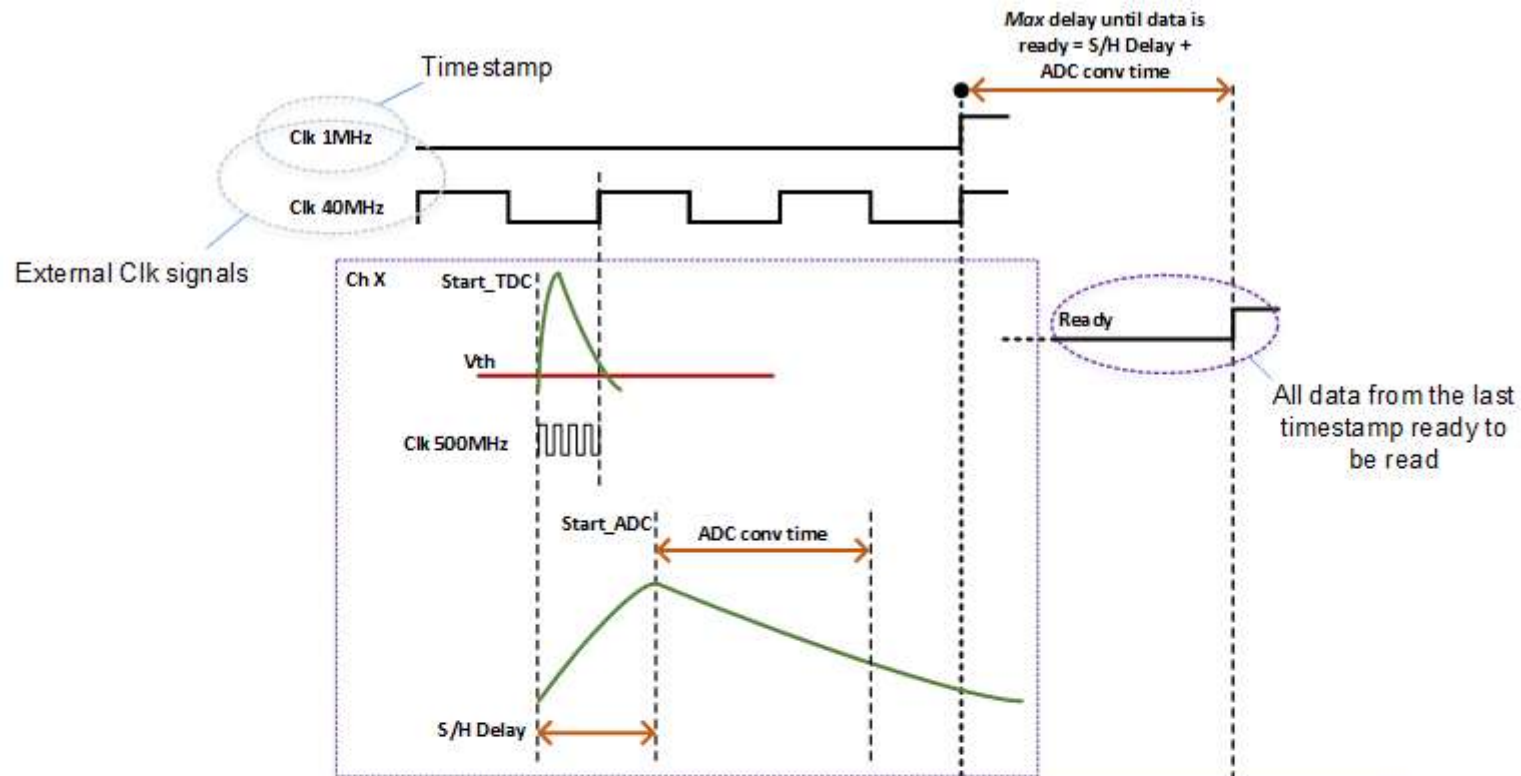 Max delay until data is
ready = S/H Delay +
ADC conv time
Timestamp
Clk 1MHz
Clk 40MHz
External Clk signals
Ch X
Start_TDC
Ready
Vth
All data from the last
timestamp ready to
be read
Clk 500MHz
Start_ADC
ADC conv time
S/H Delay